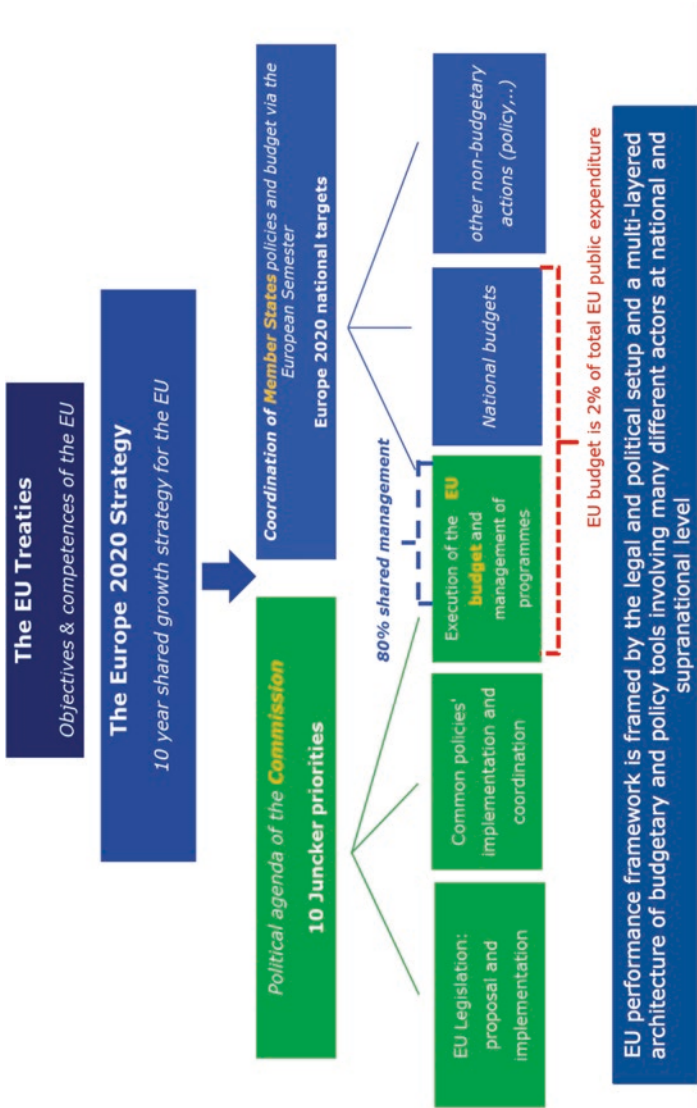 The EU Treaties
Objectives & competences of the EU
The Europe 2020 Strategy
10 year shared growth strategy for the EU
Political agenda of the Commission
10 Juncker priorities
Coordination of Member States policies and budget via the
European Semester
Europe 2020 national targets
80% shared management
EU Legislation:
proposal and
implementation
Common policies'
implementation and
coordination
Execution of the EU
budget and
management of
programmes
National budgets
other non-budgetary
actions (policy,..)
EU budget is 2% of total EU public expenditure
EU performance framework is framed by the legal and political setup and a multi-layered
architecture of budgetary and policy tools involving many different actors at national and
supranational level